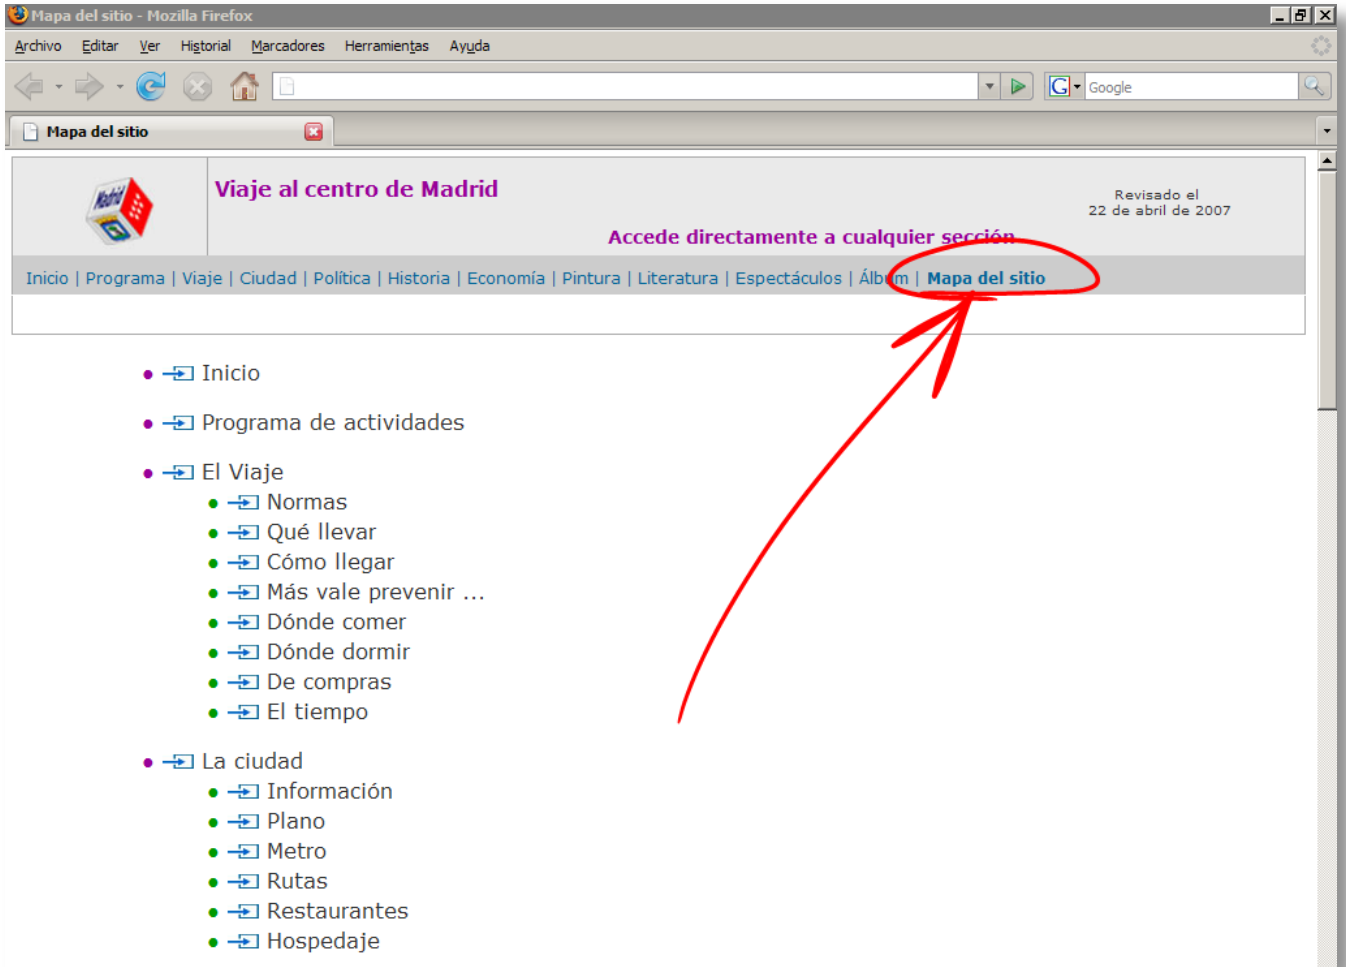 Mapa del sitio - Mozilla Firefox
Archivo Editar Ver Historial Marcadores Herramientas Ayuda
G Google
Mapa del sitio
Madrid
Viaje al centro de Madrid
Revisado el
22 de abril de 2007
Accede directamente a cualquier sección
Inicio | Programa | Viaje | Ciudad | Política | Historia | Economía | Pintura | Literatura | Espectáculos | Álbum | Mapa del sitio
Inicio
Programa de actividades
El Viaje
Normas
Qué llevar
Cómo llegar
Más vale prevenir ...
Dónde comer
Dónde dormir
De compras
El tiempo
La ciudad
Información
Plano
Metro
Rutas
Restaurantes
Hospedaje